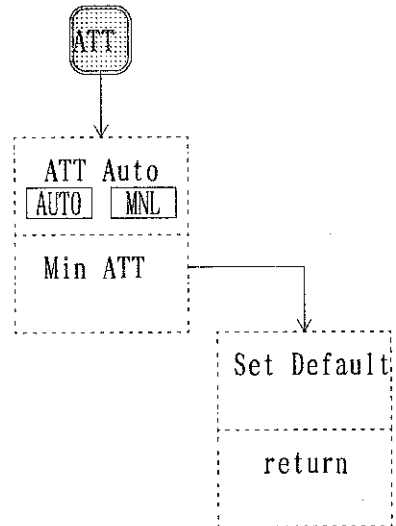 ATT
ATT Auto
AUTO MNL
Min ATT
Set Default
return